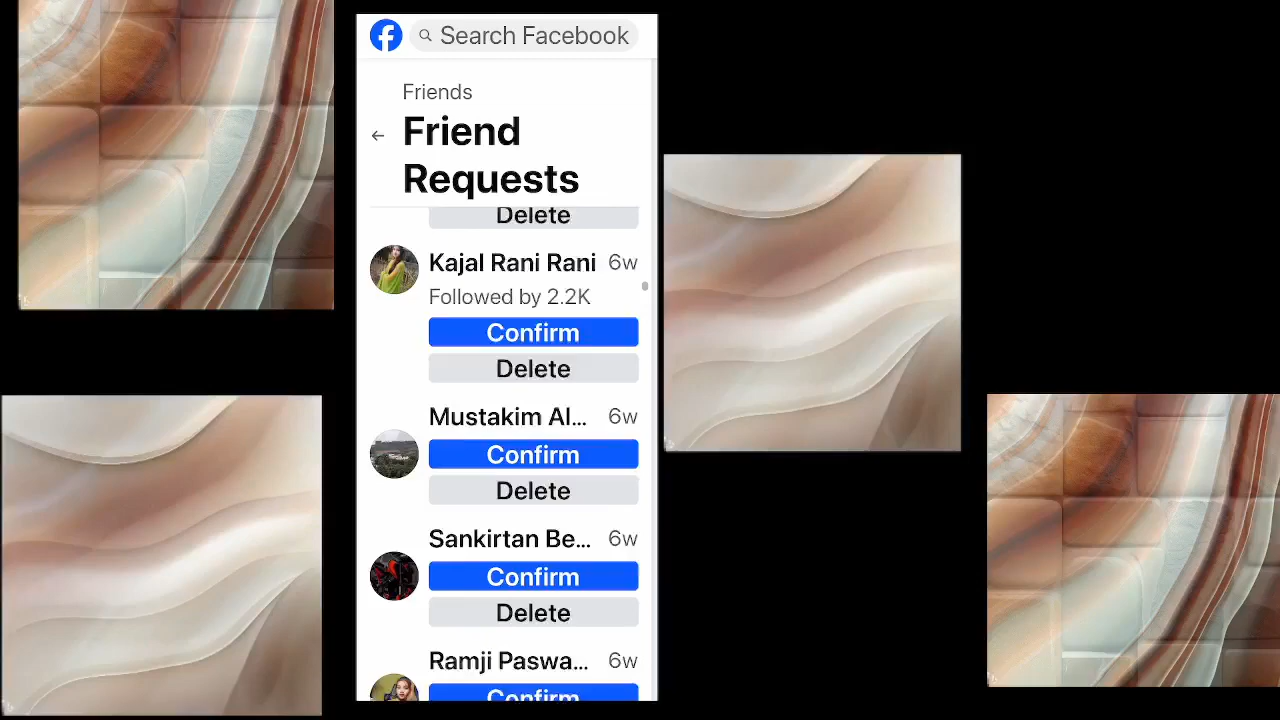 Search Facebook
Friends
Friend
Requests
Delete
Kajal Rani Rani 6w
Followed by 2.2K
Confirm
Delete
Mustakim Al... 6w
Confirm
Delete
Sankirtan Be... 6w
Confirm
Delete
Ramji Paswa... 6w
Confirm